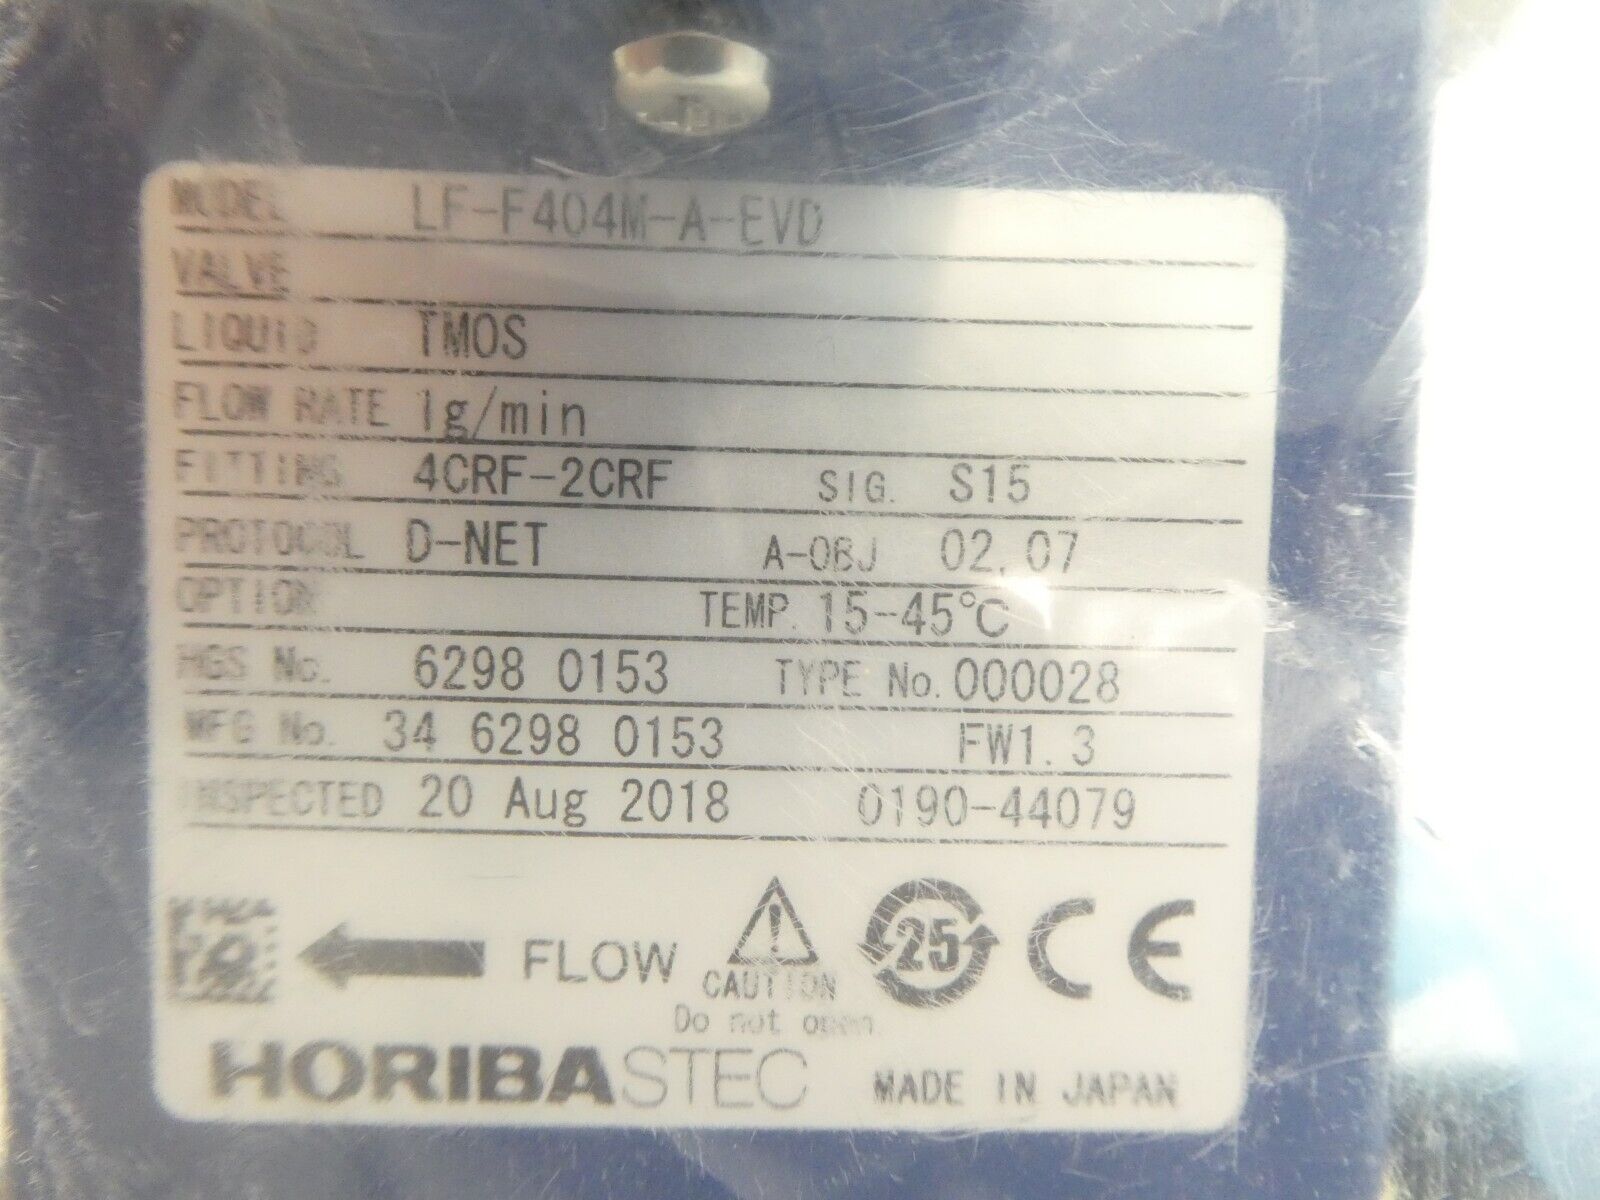 MODEL LF-F404M-A-EVD
VALVE
LIQUID TMOS
FLOW RATE 1g/min
FITTING 4CRF-2CRF SIG. S15
PROTOCOL D-NET A-OBJ 02,07
OPTION TEMP. 15-45℃
HGS No. 6298 0153 TYPE No. 000028
MFG No. 34 6298 0153 FW1.3
INSPECTED 20 Aug 2018 0190-44079
FLOW
CAUTION
Do not open
25
CE
HORIBASTEC MADE IN JAPAN